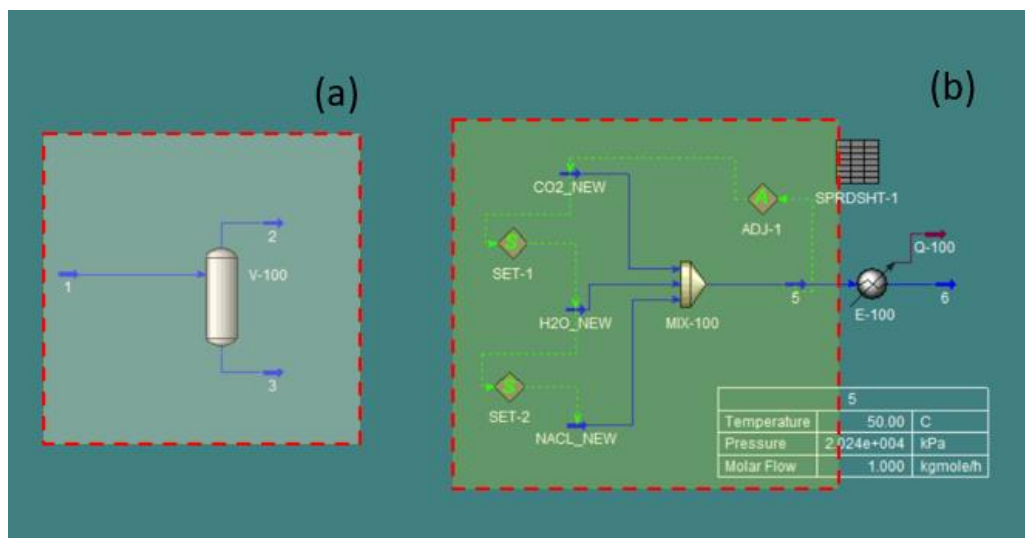 (a)
1
2
V-100
3
(b)
CO2_NEW
A
ADJ-1
SPRDSHT-1
Q-100
S
SET-1
H2O_NEW
MIX-100
5
E-100
6
S
SET-2
NACL_NEW
5
Temperature 50.00 C
Pressure 2.024e+004 kPa
Molar Flow 1.000 kgmole/h